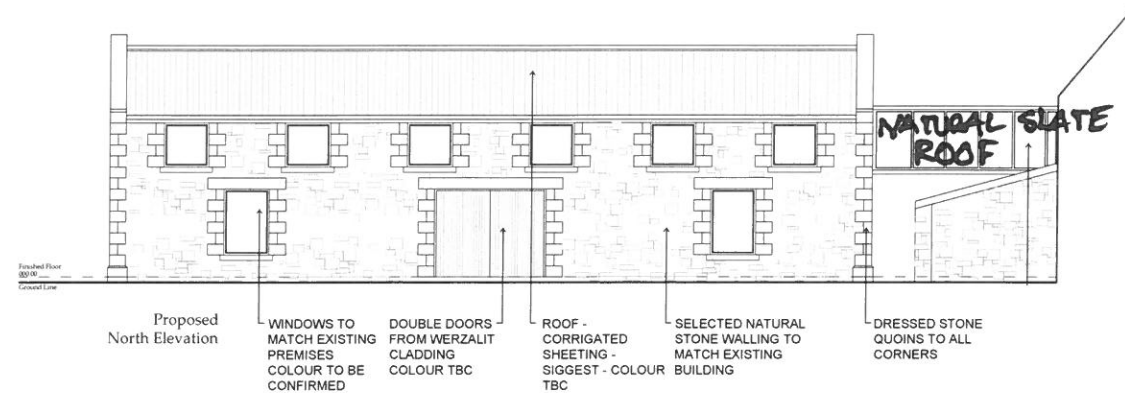 NATURAL SLATE
ROOF
Finished Floor
000.00
Ground Line
Proposed
North Elevation
WINDOWS TO
MATCH EXISTING
PREMISES
COLOUR TO BE
CONFIRMED
DOUBLE DOORS
FROM WERZALIT
CLADDING
COLOUR TBC
ROOF -
CORRIGATED
SHEETING -
SIGGEST - COLOUR
TBC
SELECTED NATURAL
STONE WALLING TO
MATCH EXISTING
BUILDING
DRESSED STONE
QUOINS TO ALL
CORNERS